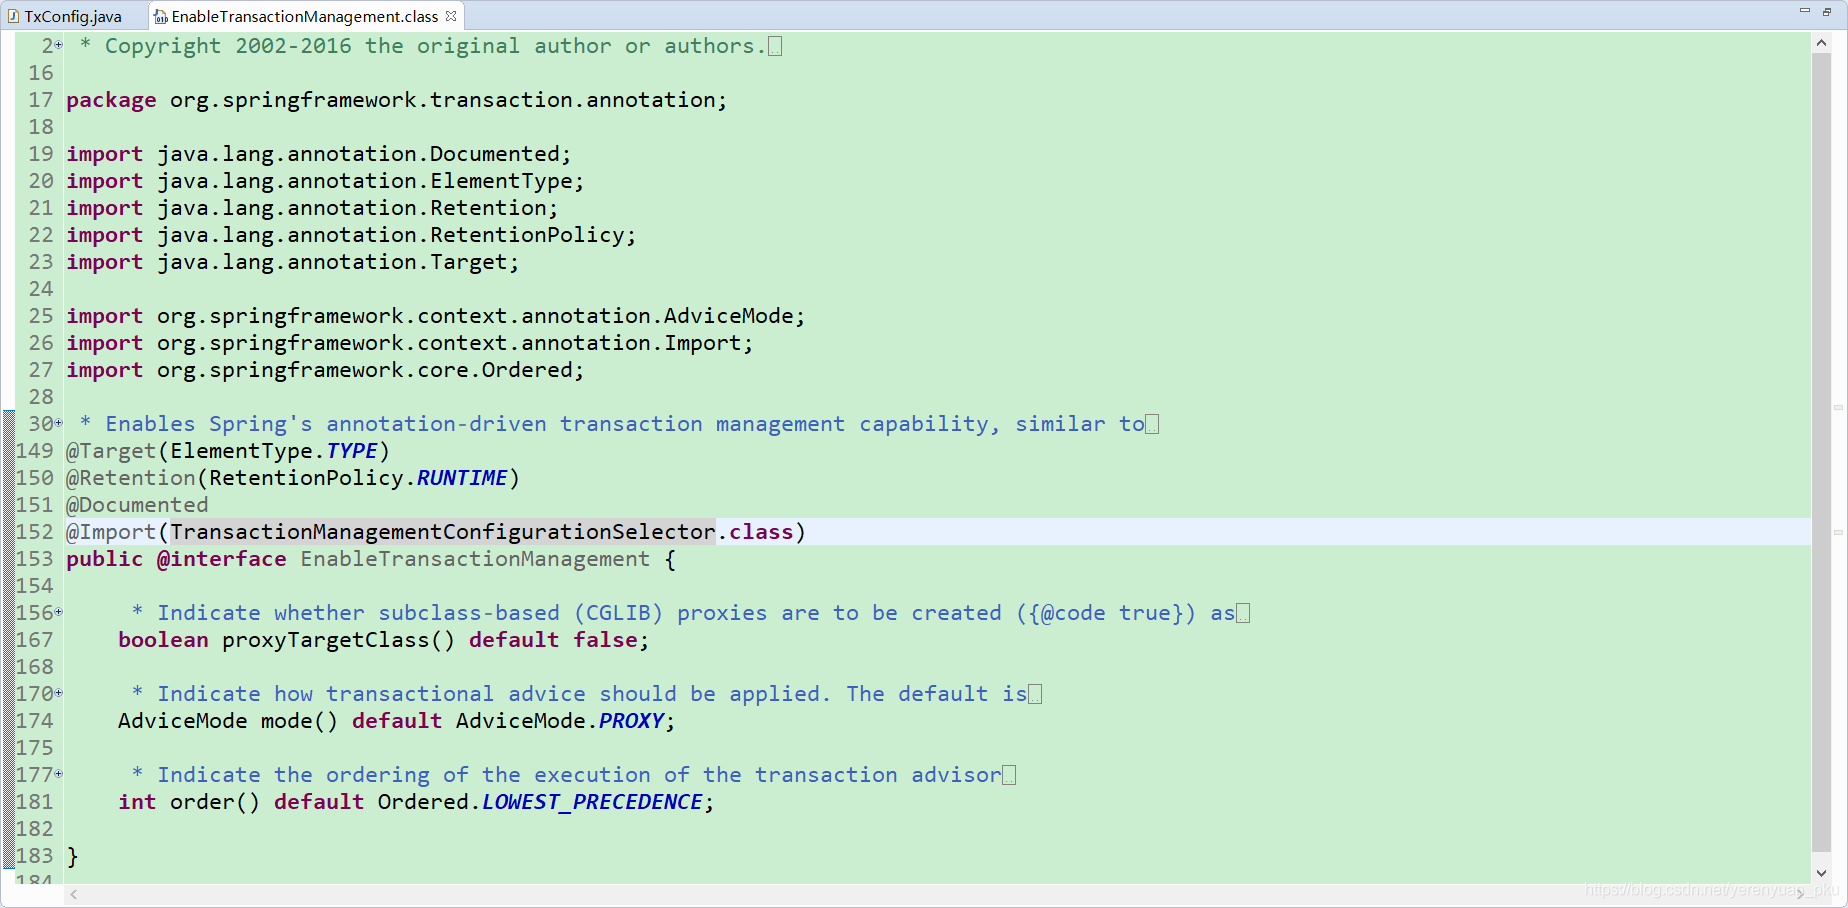 TxConfig.java
EnableTransactionManagement.class
2 * Copyright 2002-2016 the original author or authors.
16
17 package org.springframework.transaction.annotation;
18
19 import java.lang.annotation.Documented;
20 import java.lang.annotation.ElementType;
21 import java.lang.annotation.Retention;
22 import java.lang.annotation.RetentionPolicy;
23 import java.lang.annotation.Target;
24
25 import org.springframework.context.annotation.AdviceMode;
26 import org.springframework.context.annotation.Import;
27 import org.springframework.core.Ordered;
28
30 * Enables Spring's annotation-driven transaction management capability, similar to
149 @Target(ElementType.TYPE)
150 @Retention(RetentionPolicy.RUNTIME)
151 @Documented
152 @Import(TransactionManagementConfigurationSelector.class)
153 public @interface EnableTransactionManagement {
154
156 * Indicate whether subclass-based (CGLIB) proxies are to be created ({@code true}) as
167 boolean proxyTargetClass() default false;
168
170 * Indicate how transactional advice should be applied. The default is
174 AdviceMode mode() default AdviceMode.PROXY;
175
177 * Indicate the ordering of the execution of the transaction advisor
181 int order() default Ordered.LOWEST_PRECEDENCE;
182
183 }
184
https://blog.csdn.net/yerenyuan_pku